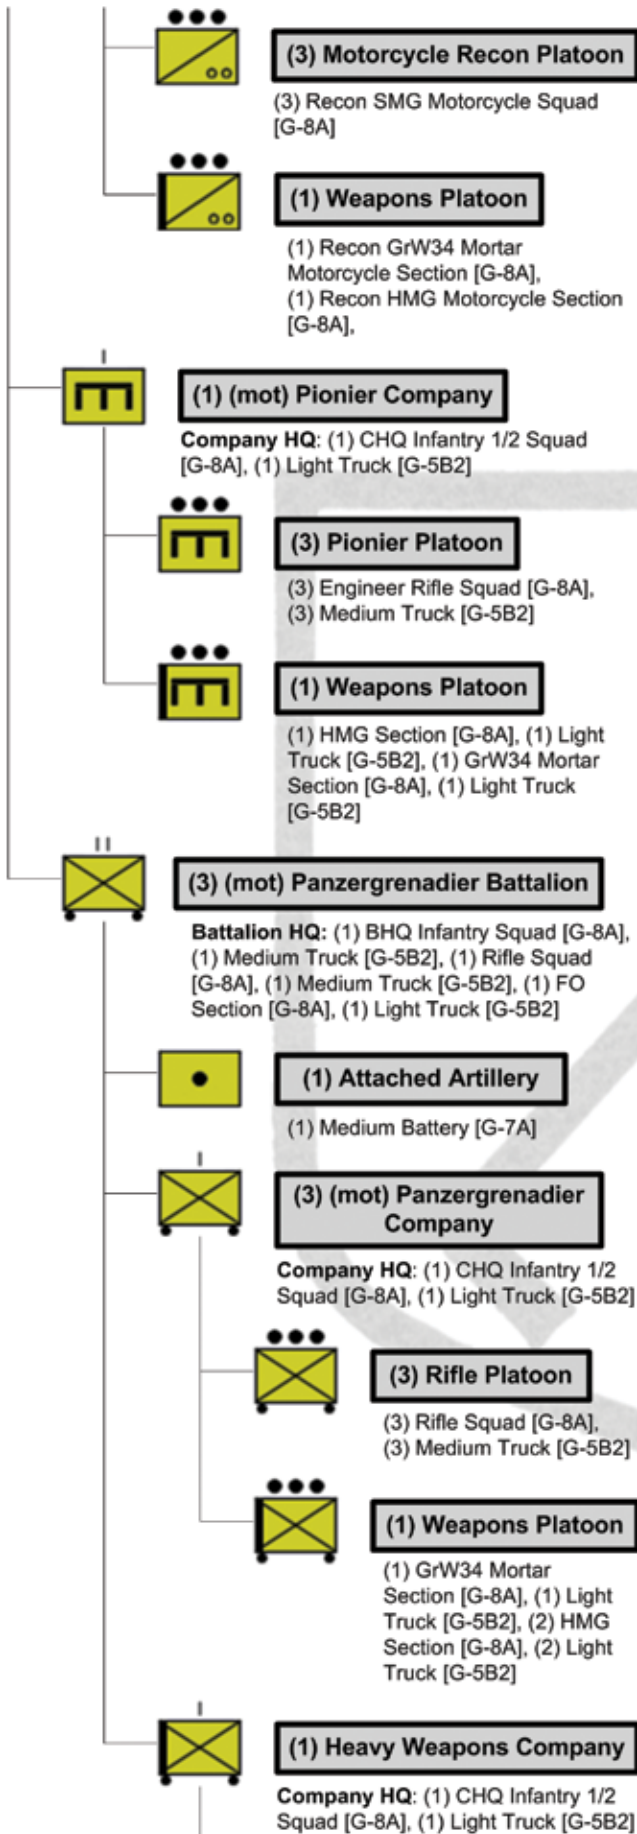 (3) Motorcycle Recon Platoon
(3) Recon SMG Motorcycle Squad
[G-8A]
(1) Weapons Platoon
(1) Recon GrW34 Mortar
Motorcycle Section [G-8A],
(1) Recon HMG Motorcycle Section
[G-8A],
(1) (mot) Pionier Company
Company HQ: (1) CHQ Infantry 1/2 Squad
[G-8A], (1) Light Truck [G-5B2]
(3) Pionier Platoon
(3) Engineer Rifle Squad [G-8A],
(3) Medium Truck [G-5B2]
(1) Weapons Platoon
(1) HMG Section [G-8A], (1) Light
Truck [G-5B2], (1) GrW34 Mortar
Section [G-8A], (1) Light Truck
[G-5B2]
(3) (mot) Panzergrenadier Battalion
Battalion HQ: (1) BHQ Infantry Squad [G-8A],
(1) Medium Truck [G-5B2], (1) Rifle Squad
[G-8A], (1) Medium Truck [G-5B2], (1) FO
Section [G-8A], (1) Light Truck [G-5B2]
(1) Attached Artillery
(1) Medium Battery [G-7A]
(3) (mot) Panzergrenadier
Company
Company HQ: (1) CHQ Infantry 1/2
Squad [G-8A], (1) Light Truck [G-5B2]
(3) Rifle Platoon
(3) Rifle Squad [G-8A],
(3) Medium Truck [G-5B2]
(1) Weapons Platoon
(1) GrW34 Mortar
Section [G-8A], (1) Light
Truck [G-5B2], (2) HMG
Section [G-8A], (2) Light
Truck [G-5B2]
(1) Heavy Weapons Company
Company HQ: (1) CHQ Infantry 1/2
Squad [G-8A], (1) Light Truck [G-5B2]